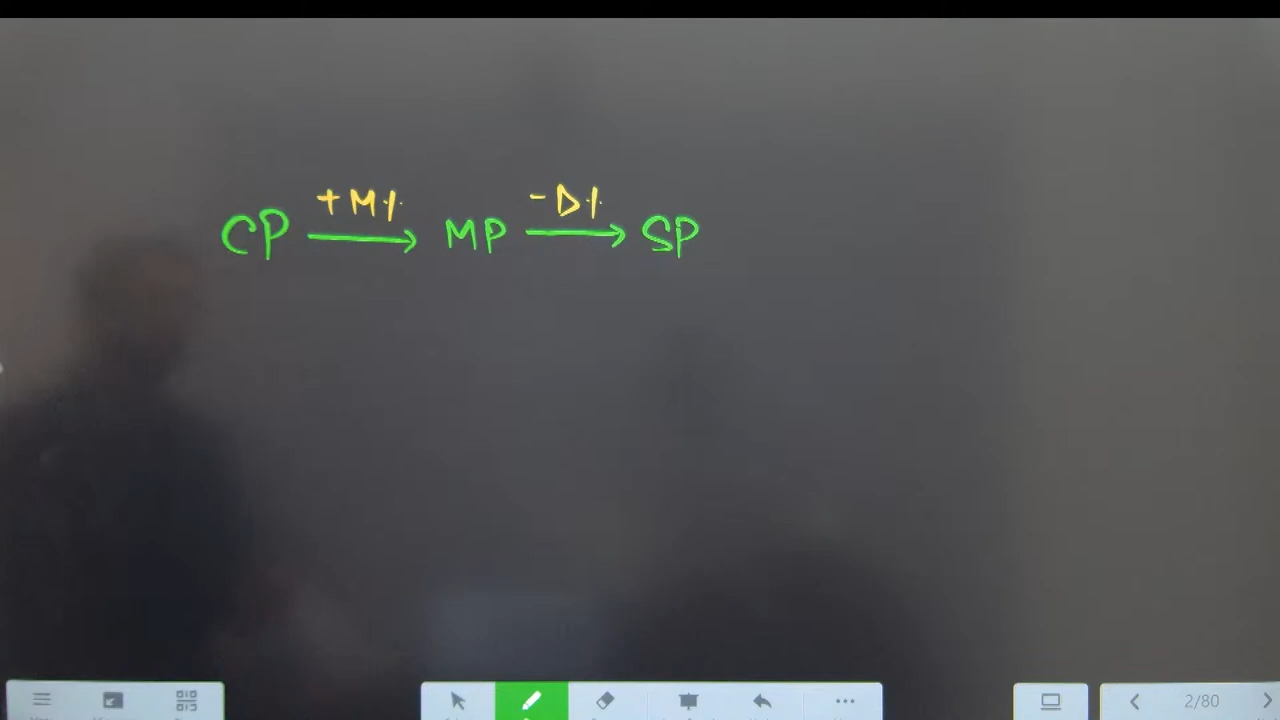 +M% -D%
CP → MP → SP
2/80